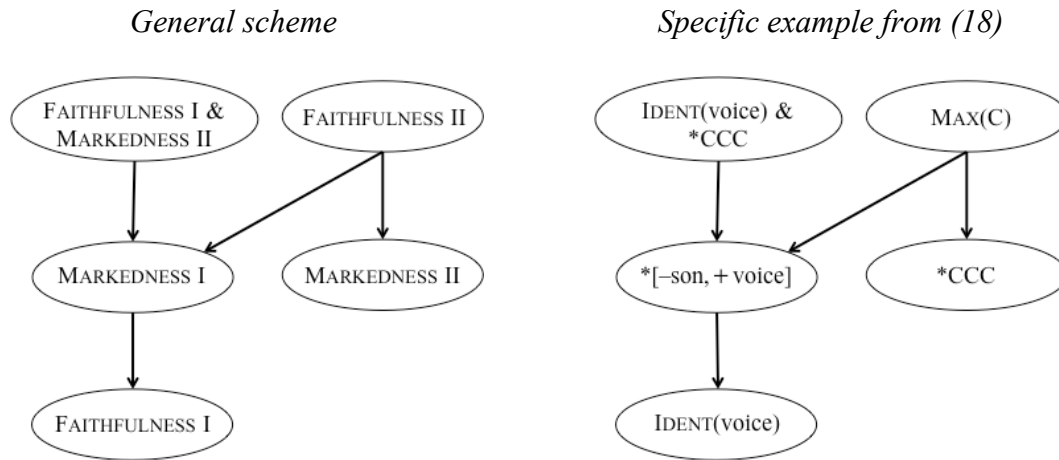 General scheme
Specific example from (18)
FAITHFULNESS I &
MARKEDNESS II
FAITHFULNESS II
MARKEDNESS I
MARKEDNESS II
FAITHFULNESS I
IDENT(voice) &
*CCC
MAX(C)
*[–son, + voice]
*CCC
IDENT(voice)